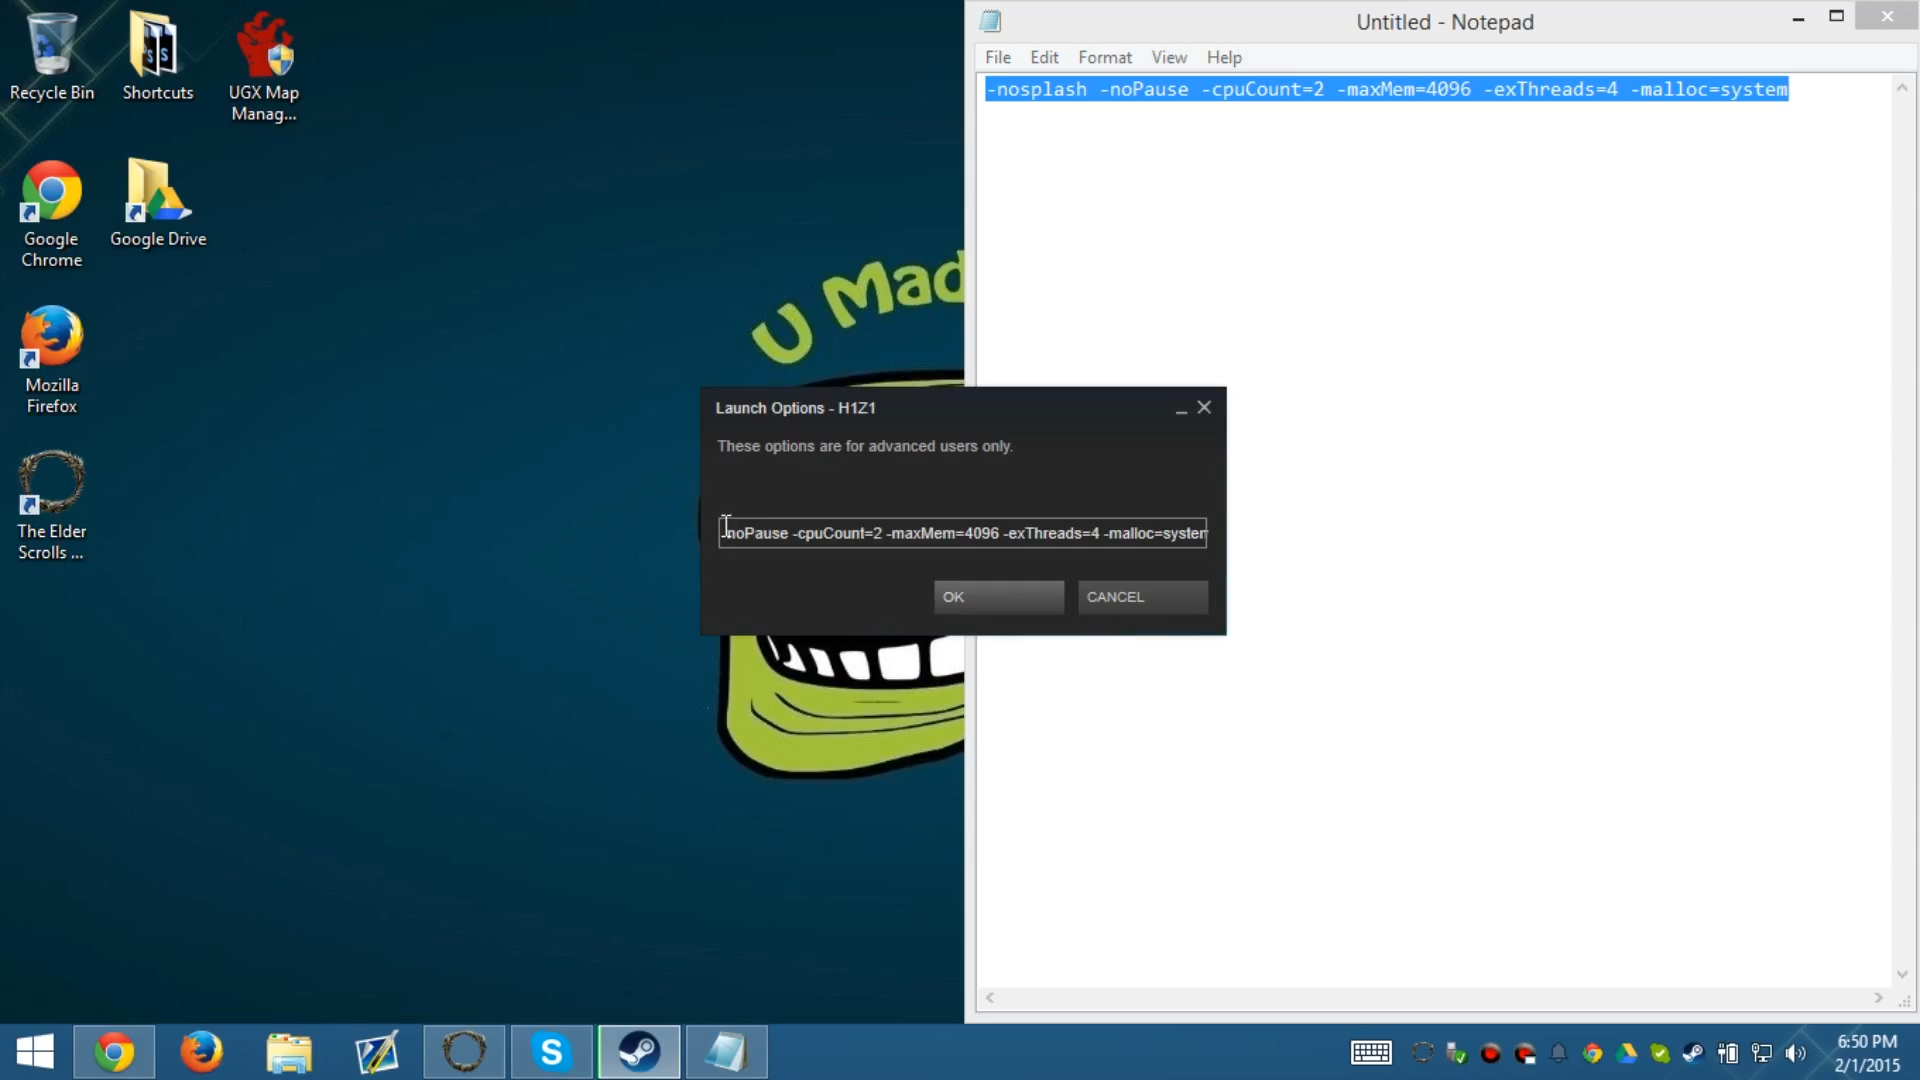 Recycle Bin
Shortcuts
UGX Map
Manag...
Google
Chrome
Google Drive
Mozilla
Firefox
The Elder
Scrolls ...
U Mad
Untitled - Notepad
File Edit Format View Help
-nosplash -noPause -cpuCount=2 -maxMem=4096 -exThreads=4 -malloc=system
Launch Options - H1Z1
These options are for advanced users only.
-noPause -cpuCount=2 -maxMem=4096 -exThreads=4 -malloc=system
OK
CANCEL
6:50 PM
2/1/2015